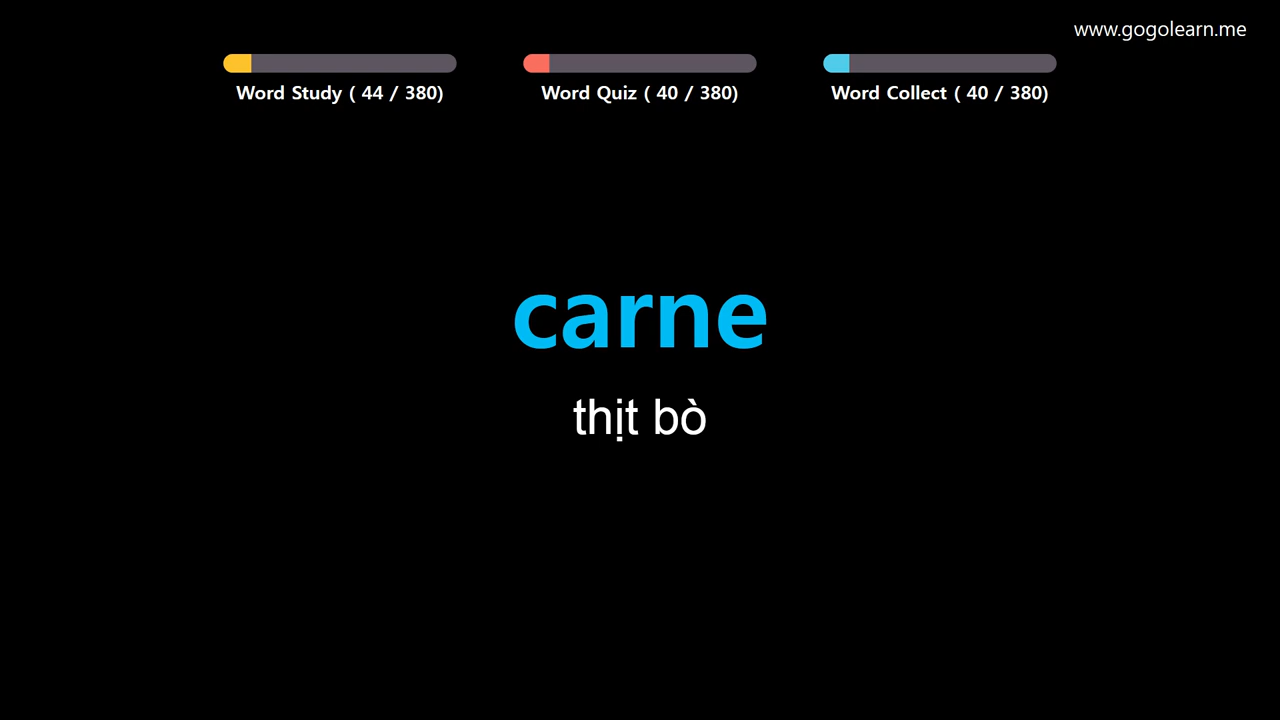 www.gogolearn.me
Word Study ( 44 / 380)
Word Quiz ( 40 / 380)
Word Collect ( 40 / 380)
carne
thịt bò